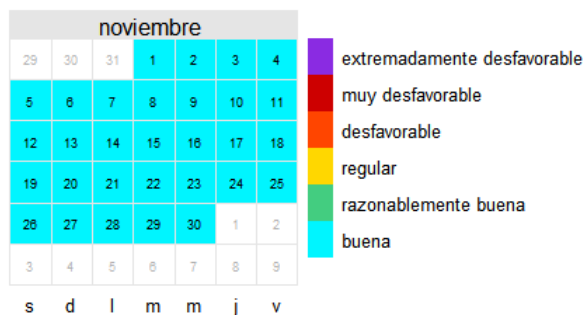 noviembre
29 30 31 1 2 3 4
5 6 7 8 9 10 11
12 13 14 15 16 17 18
19 20 21 22 23 24 25
26 27 28 29 30 1 2
3 4 5 6 7 8 9
s d l m m j v
extremadamente desfavorable
muy desfavorable
desfavorable
regular
razonablemente buena
buena